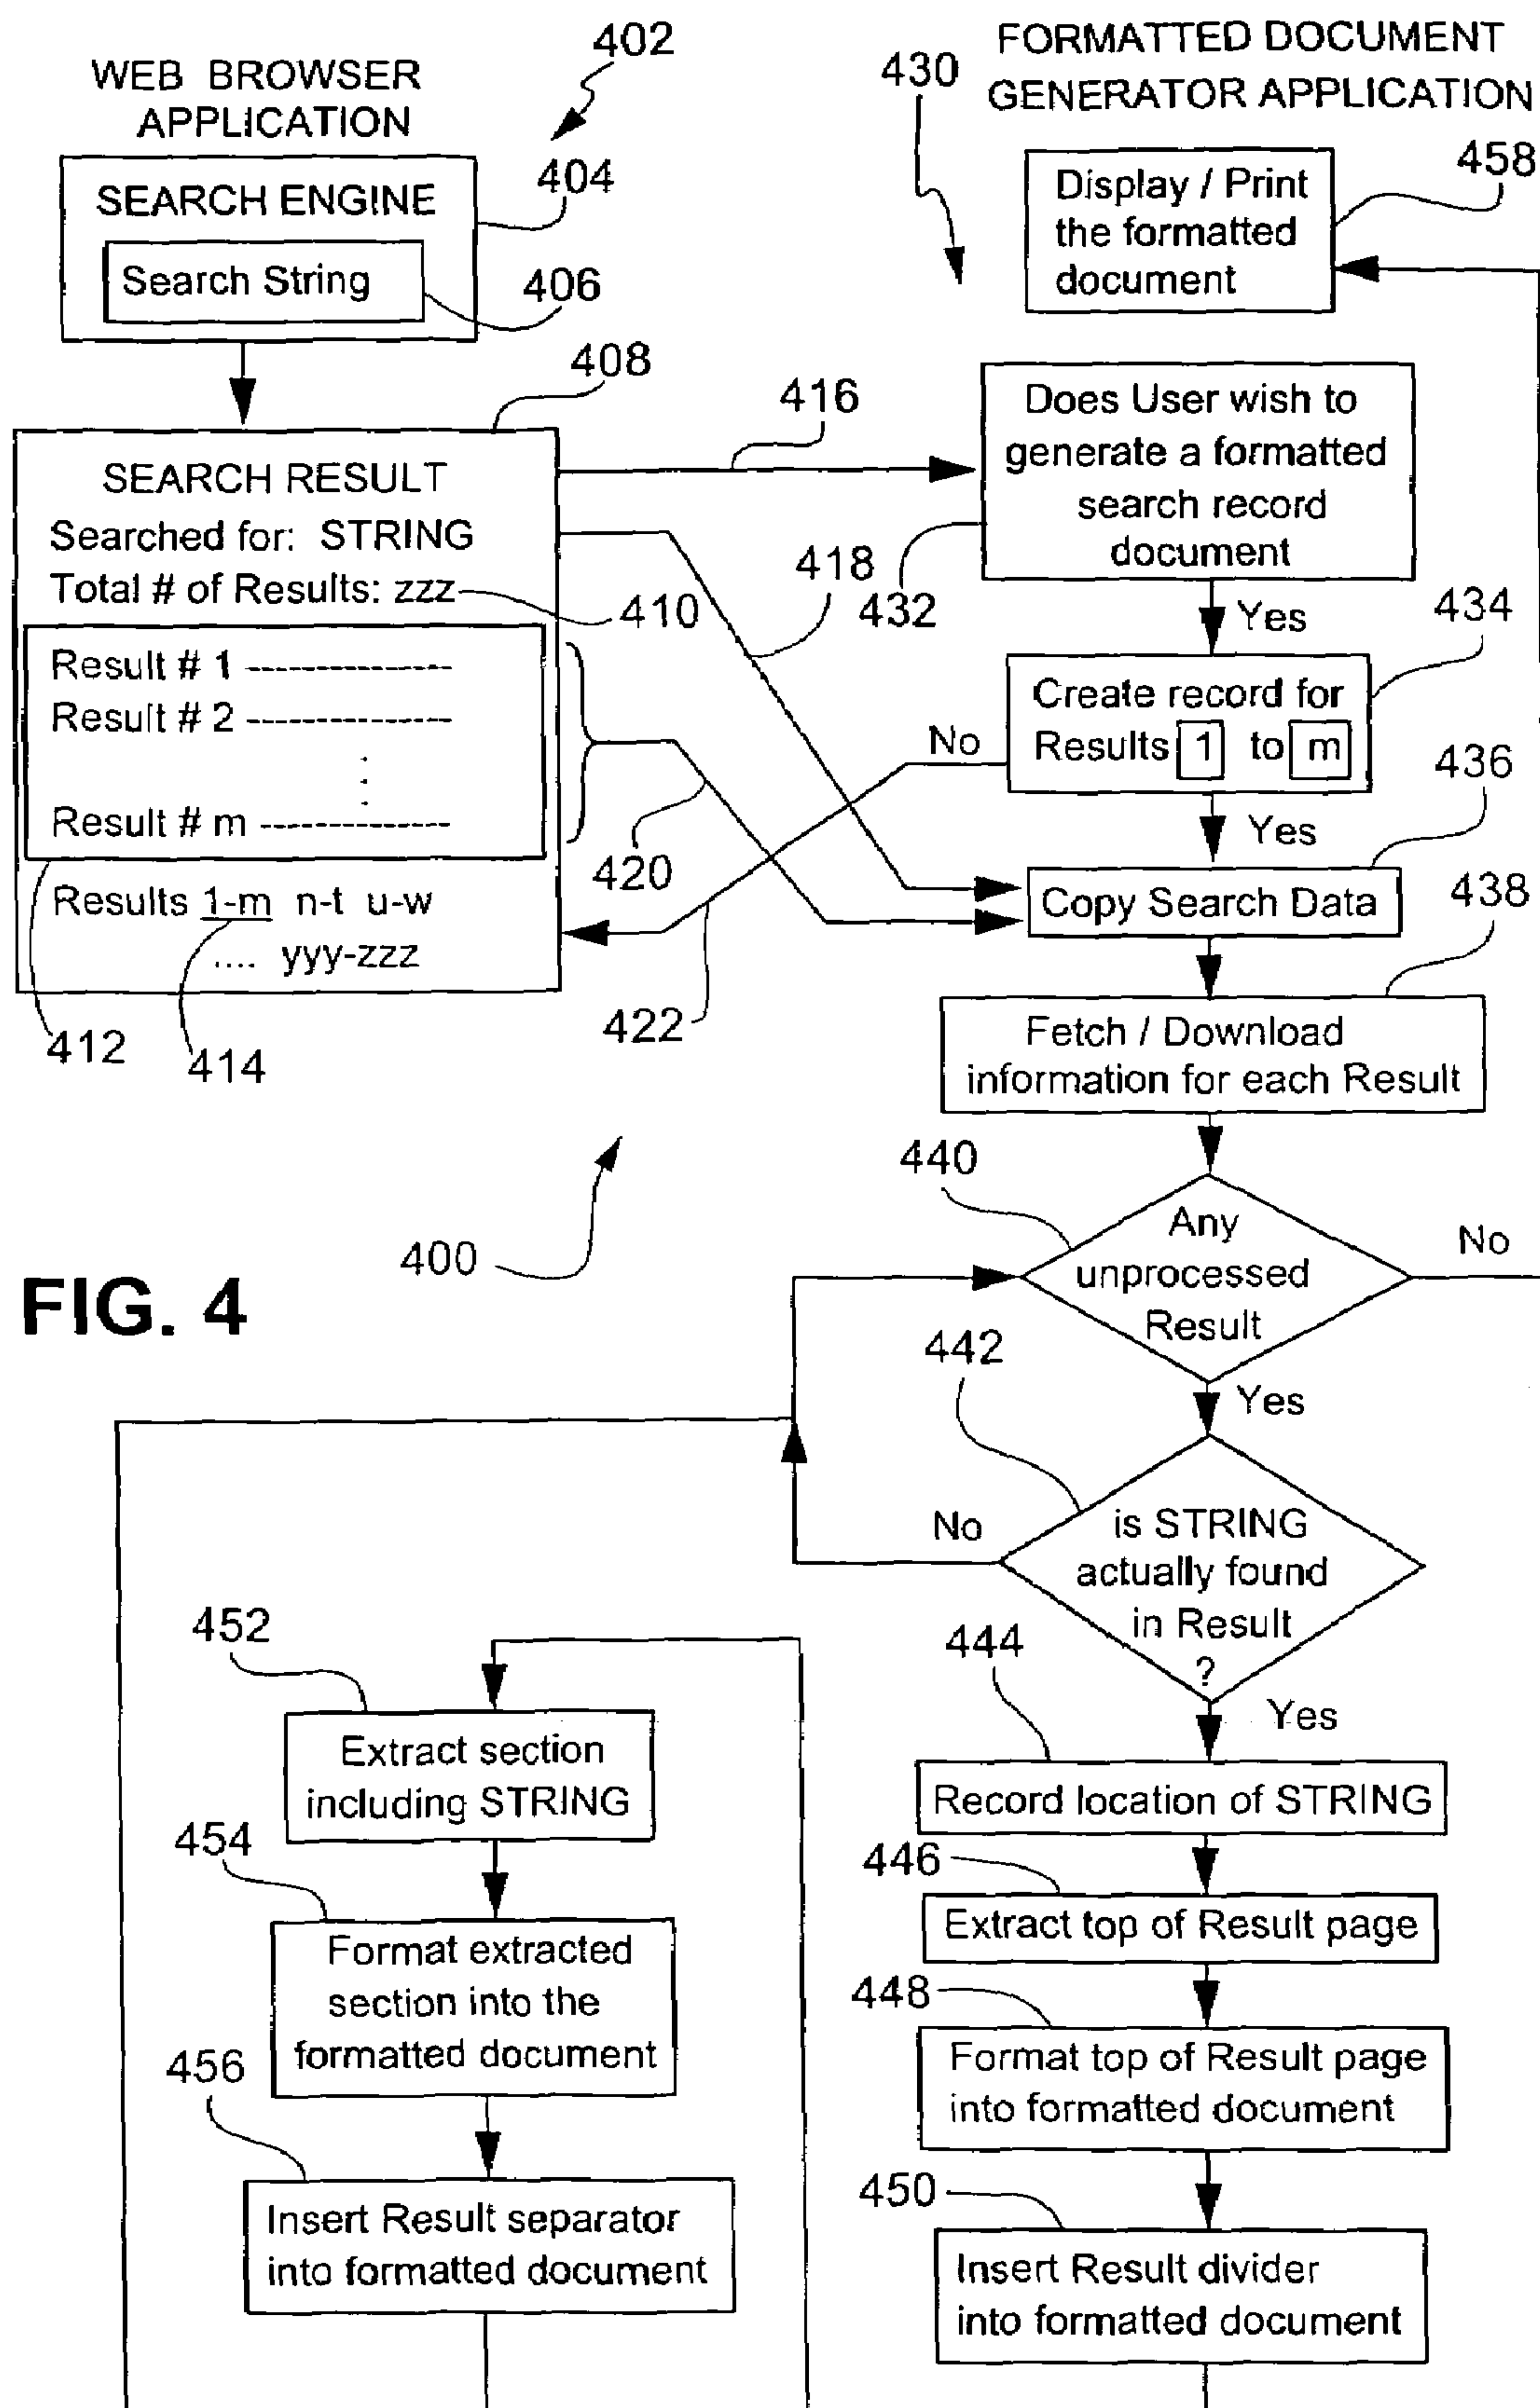 402
WEB BROWSER
APPLICATION
404
SEARCH ENGINE
Search String
406
408
SEARCH RESULT
Searched for: STRING
Total # of Results: zzz
410
Result # 1 ---------------
Result # 2 ---------------
Result # m --------------
Results 1-m n-t u-w
.... yyy-zzz
412
414
416
418
420
422
400
FIG. 4
FORMATTED DOCUMENT
GENERATOR APPLICATION
430
458
Display / Print
the formatted
document
Does User wish to
generate a formatted
search record
document
432
Yes
434
Create record for
Results 1 to m
No
Yes
436
Copy Search Data
438
Fetch / Download
information for each Result
440
Any
unprocessed
Result
No
Yes
442
is STRING
actually found
in Result
?
No
Yes
444
Record location of STRING
446
Extract top of Result page
448
Format top of Result page
into formatted document
450
Insert Result divider
into formatted document
452
Extract section
including STRING
454
Format extracted
section into the
formatted document
456
Insert Result separator
into formatted document